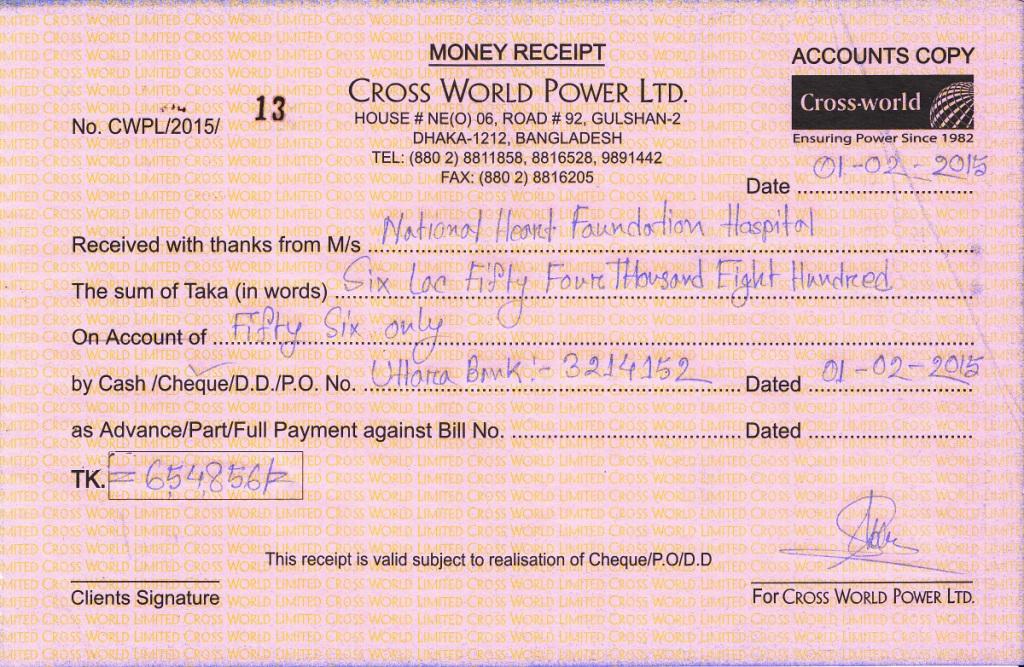 MONEY RECEIPT
ACCOUNTS COPY
CROSS WORLD POWER LTD.
Cross-world
Ensuring Power Since 1982
HOUSE # NE(O) 06, ROAD # 92, GULSHAN-2
DHAKA-1212, BANGLADESH
TEL: (880 2) 8811858, 8816528, 9891442
FAX: (880 2) 8816205
No. CWPL/2015/ 13
Date 01-02-2015
Received with thanks from M/s National Heart Foundation Hospital
The sum of Taka (in words) Six Lac Fifty Four Thousand Eight Hundred
On Account of Fifty Six only
by Cash /Cheque/D.D./P.O. No. Uttara Bank:- 3214152 Dated 01-02-2015
as Advance/Part/Full Payment against Bill No. Dated
TK. =654856/=
This receipt is valid subject to realisation of Cheque/P.O/D.D
Clients Signature
For CROSS WORLD POWER LTD.